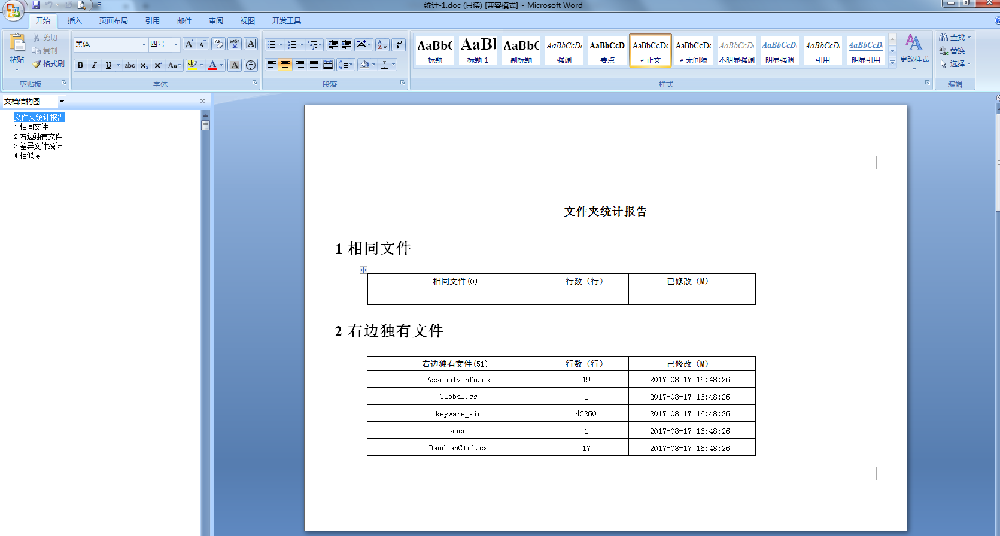 统计-1.doc (只读) [兼容模式] - Microsoft Word
开始 插入 页面布局 引用 邮件 审阅 视图 开发工具
粘贴
剪切
复制
格式刷
剪贴板
黑体 四号
字体
段落
AaBbC AaBl AaBbC AaBbCcDi AaBbCcD AaBbCcDc AaBbCcDc AaBbCcDi AaBbCcDi AaBbCcDi AaBbCcDi
标题 标题 1 副标题 强调 要点 正文 无间隔 不明显强调 明显强调 引用 明显引用
更改样式
样式
查找
替换
选择
编辑
文档结构图
文件夹统计报告
1 相同文件
2 右边独有文件
3 差异文件统计
4 相似度
文件夹统计报告
1 相同文件
相同文件(0) 行数（行） 已修改（M）
2 右边独有文件
右边独有文件(51) 行数（行） 已修改（M）
AssemblyInfo.cs 19 2017-08-17 16:48:26
Global.cs 1 2017-08-17 16:48:26
keyware_xin 43260 2017-08-17 16:48:26
abcd 1 2017-08-17 16:48:26
BaodianCtrl.cs 17 2017-08-17 16:48:26